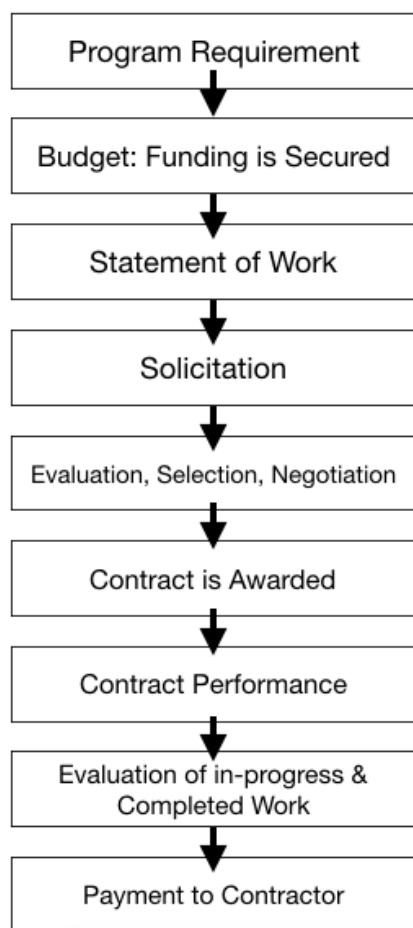 Program Requirement
Budget: Funding is Secured
Statement of Work
Solicitation
Evaluation, Selection, Negotiation
Contract is Awarded
Contract Performance
Evaluation of in-progress &
Completed Work
Payment to Contractor